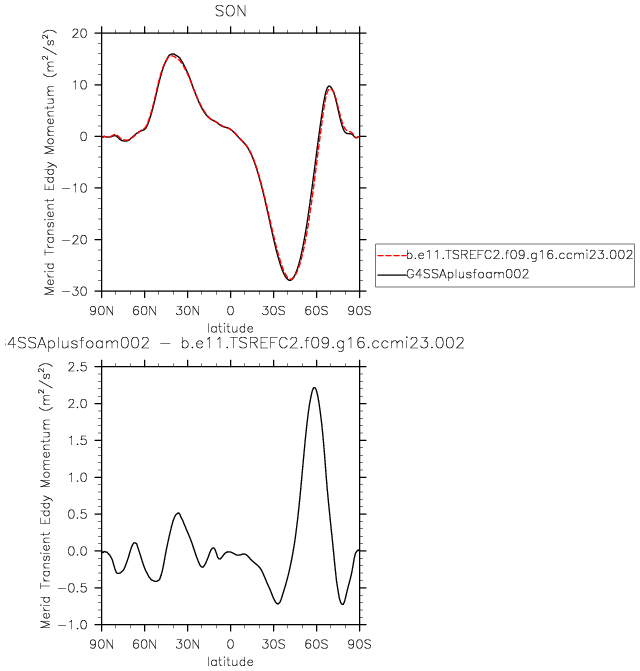 SON
Merid Transient Eddy Momentum (m²/s²)
20
10
0
−10
−20
−30
90N 60N 30N 0 30S 60S 90S
latitude
b.e11.TSREFC2.f09.g16.ccmi23.002
G4SSAplusfoam002
4SSAplusfoam002 − b.e11.TSREFC2.f09.g16.ccmi23.002
Merid Transient Eddy Momentum (m²/s²)
2.5
2.0
1.5
1.0
0.5
0.0
−0.5
−1.0
90N 60N 30N 0 30S 60S 90S
latitude